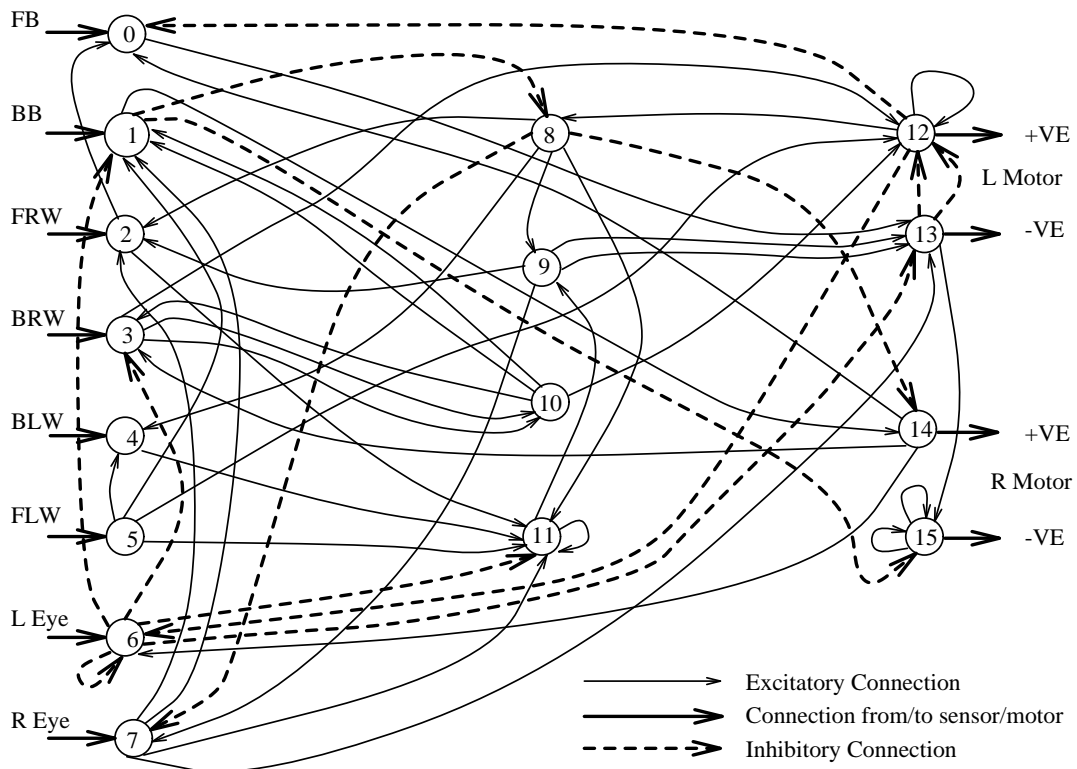 FB
0
BB
1
8
12
+VE
L Motor
FRW
2
13
-VE
9
BRW
3
10
BLW
4
14
+VE
R Motor
FLW
5
11
15
-VE
L Eye
6
R Eye
7
Excitatory Connection
Connection from/to sensor/motor
Inhibitory Connection